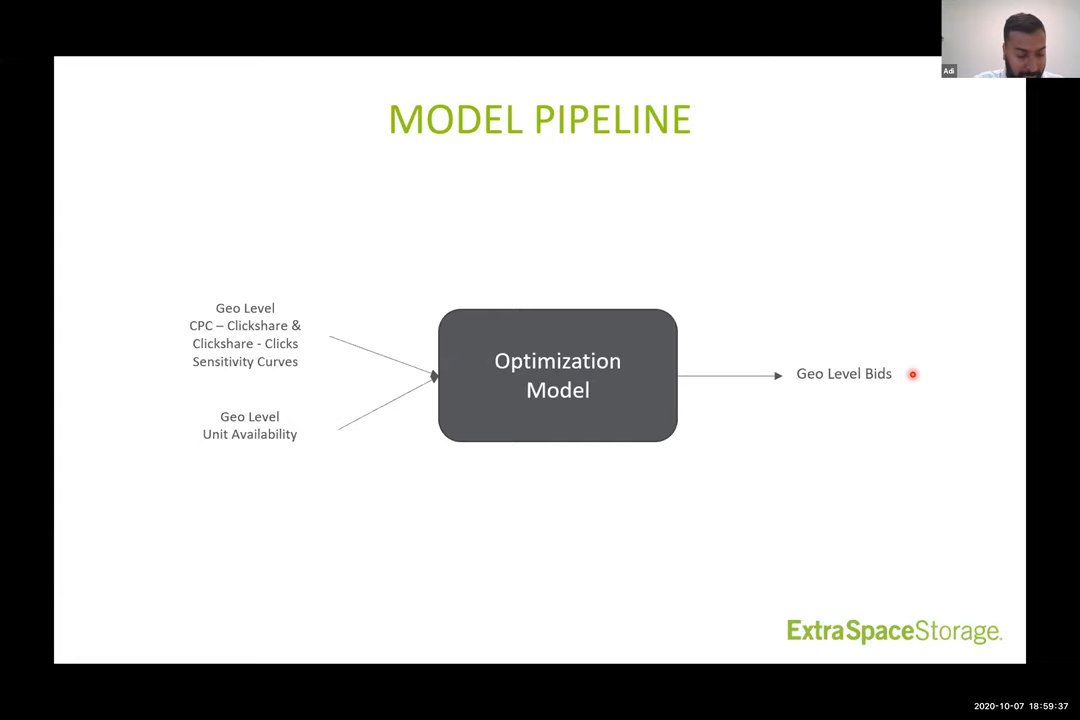 Adi
MODEL PIPELINE
Geo Level
CPC – Clickshare &
Clickshare - Clicks
Sensitivity Curves
Geo Level
Unit Availability
Optimization
Model
Geo Level Bids
ExtraSpaceStorage.
2020-10-07 18:59:37